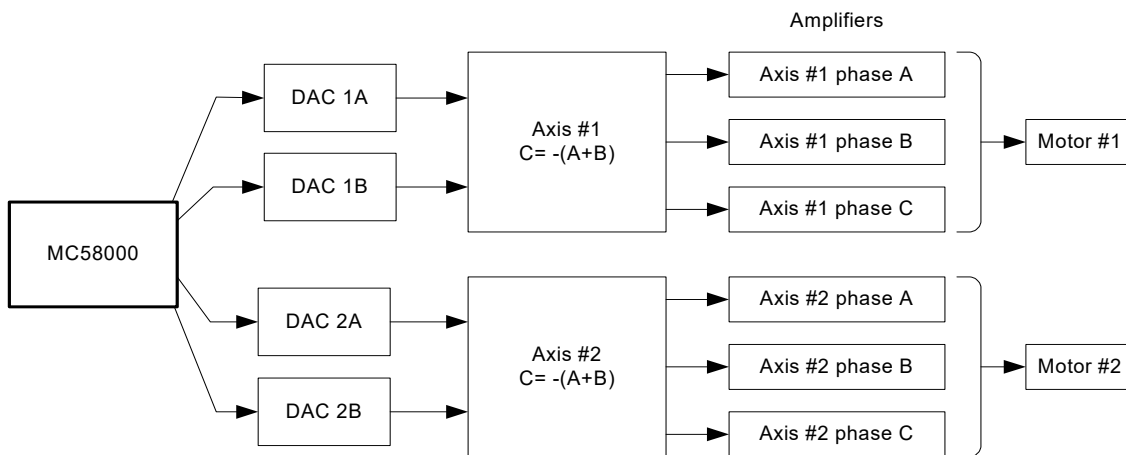 Amplifiers
DAC 1A
Axis #1 phase A
Axis #1
C= -(A+B)
Axis #1 phase B
Motor #1
DAC 1B
Axis #1 phase C
MC58000
DAC 2A
Axis #2 phase A
Axis #2
C= -(A+B)
Axis #2 phase B
Motor #2
DAC 2B
Axis #2 phase C